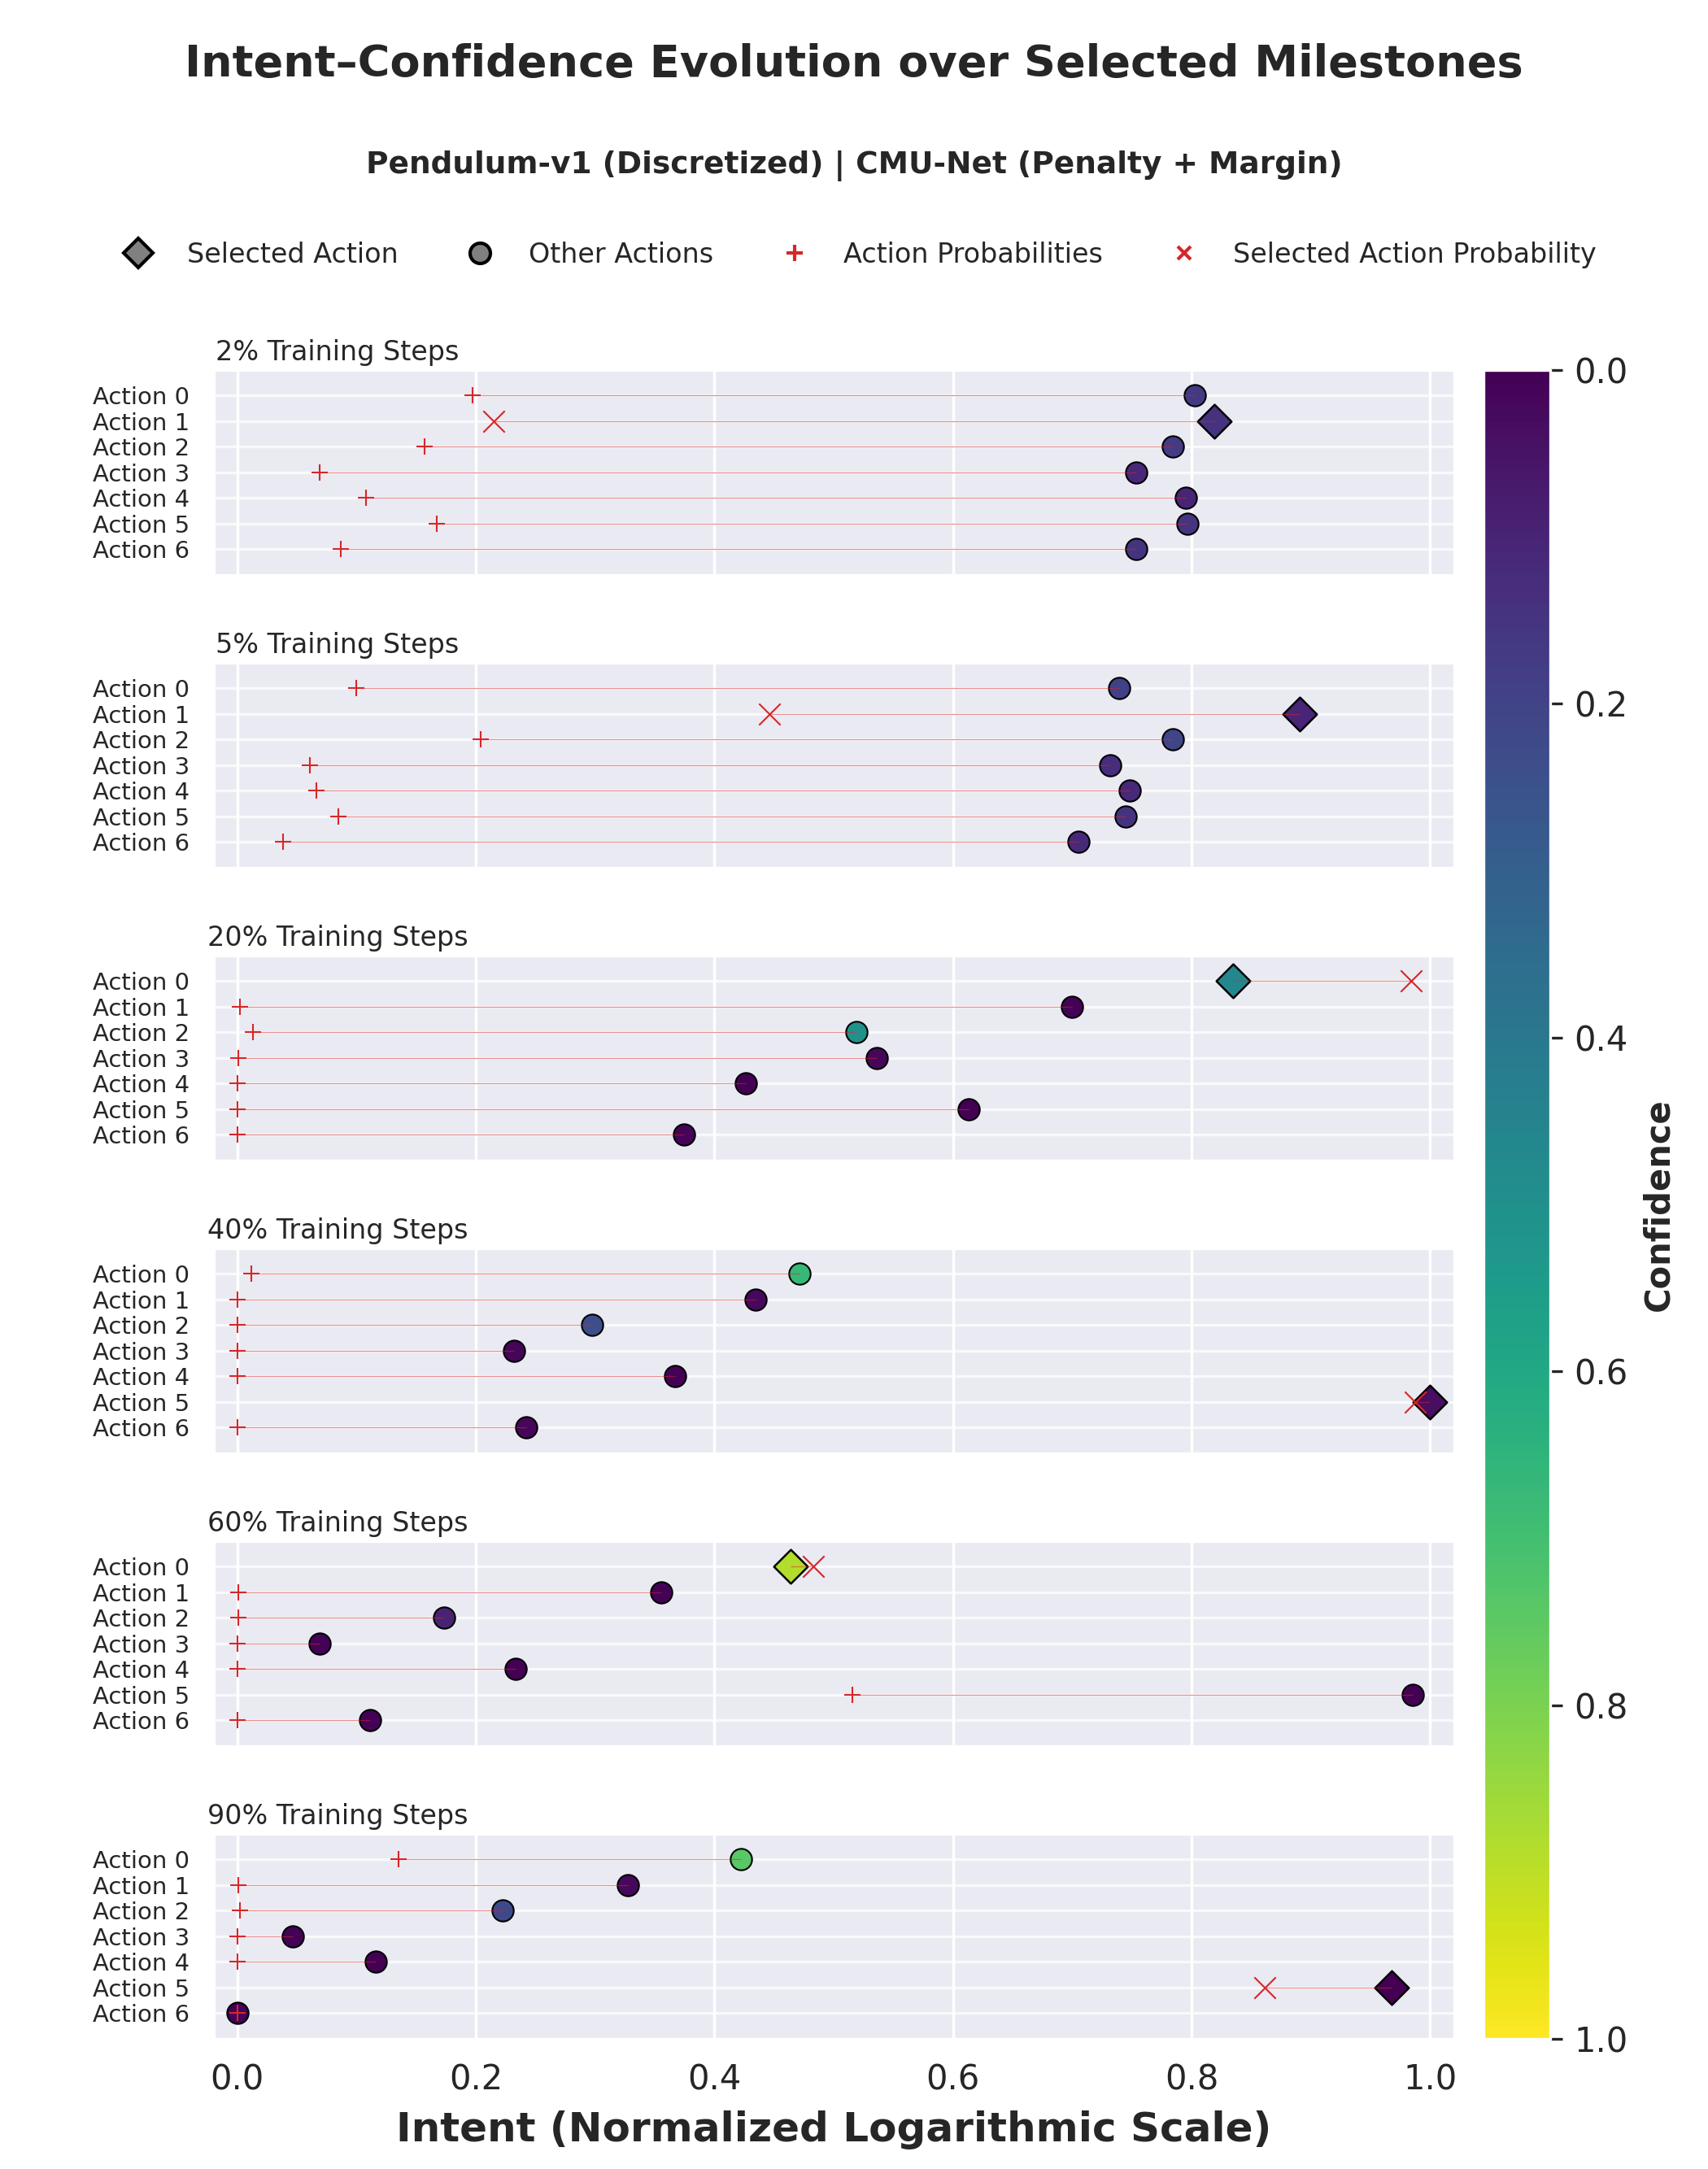 Intent–Confidence Evolution over Selected Milestones
Pendulum-v1 (Discretized) | CMU-Net (Penalty + Margin)
Selected Action Other Actions Action Probabilities Selected Action Probability
2% Training Steps
Action 0
Action 1
Action 2
Action 3
Action 4
Action 5
Action 6
5% Training Steps
Action 0
Action 1
Action 2
Action 3
Action 4
Action 5
Action 6
20% Training Steps
Action 0
Action 1
Action 2
Action 3
Action 4
Action 5
Action 6
40% Training Steps
Action 0
Action 1
Action 2
Action 3
Action 4
Action 5
Action 6
60% Training Steps
Action 0
Action 1
Action 2
Action 3
Action 4
Action 5
Action 6
90% Training Steps
Action 0
Action 1
Action 2
Action 3
Action 4
Action 5
Action 6
0.0 0.2 0.4 0.6 0.8 1.0
Intent (Normalized Logarithmic Scale)
0.0
0.2
0.4
0.6
0.8
1.0
Confidence